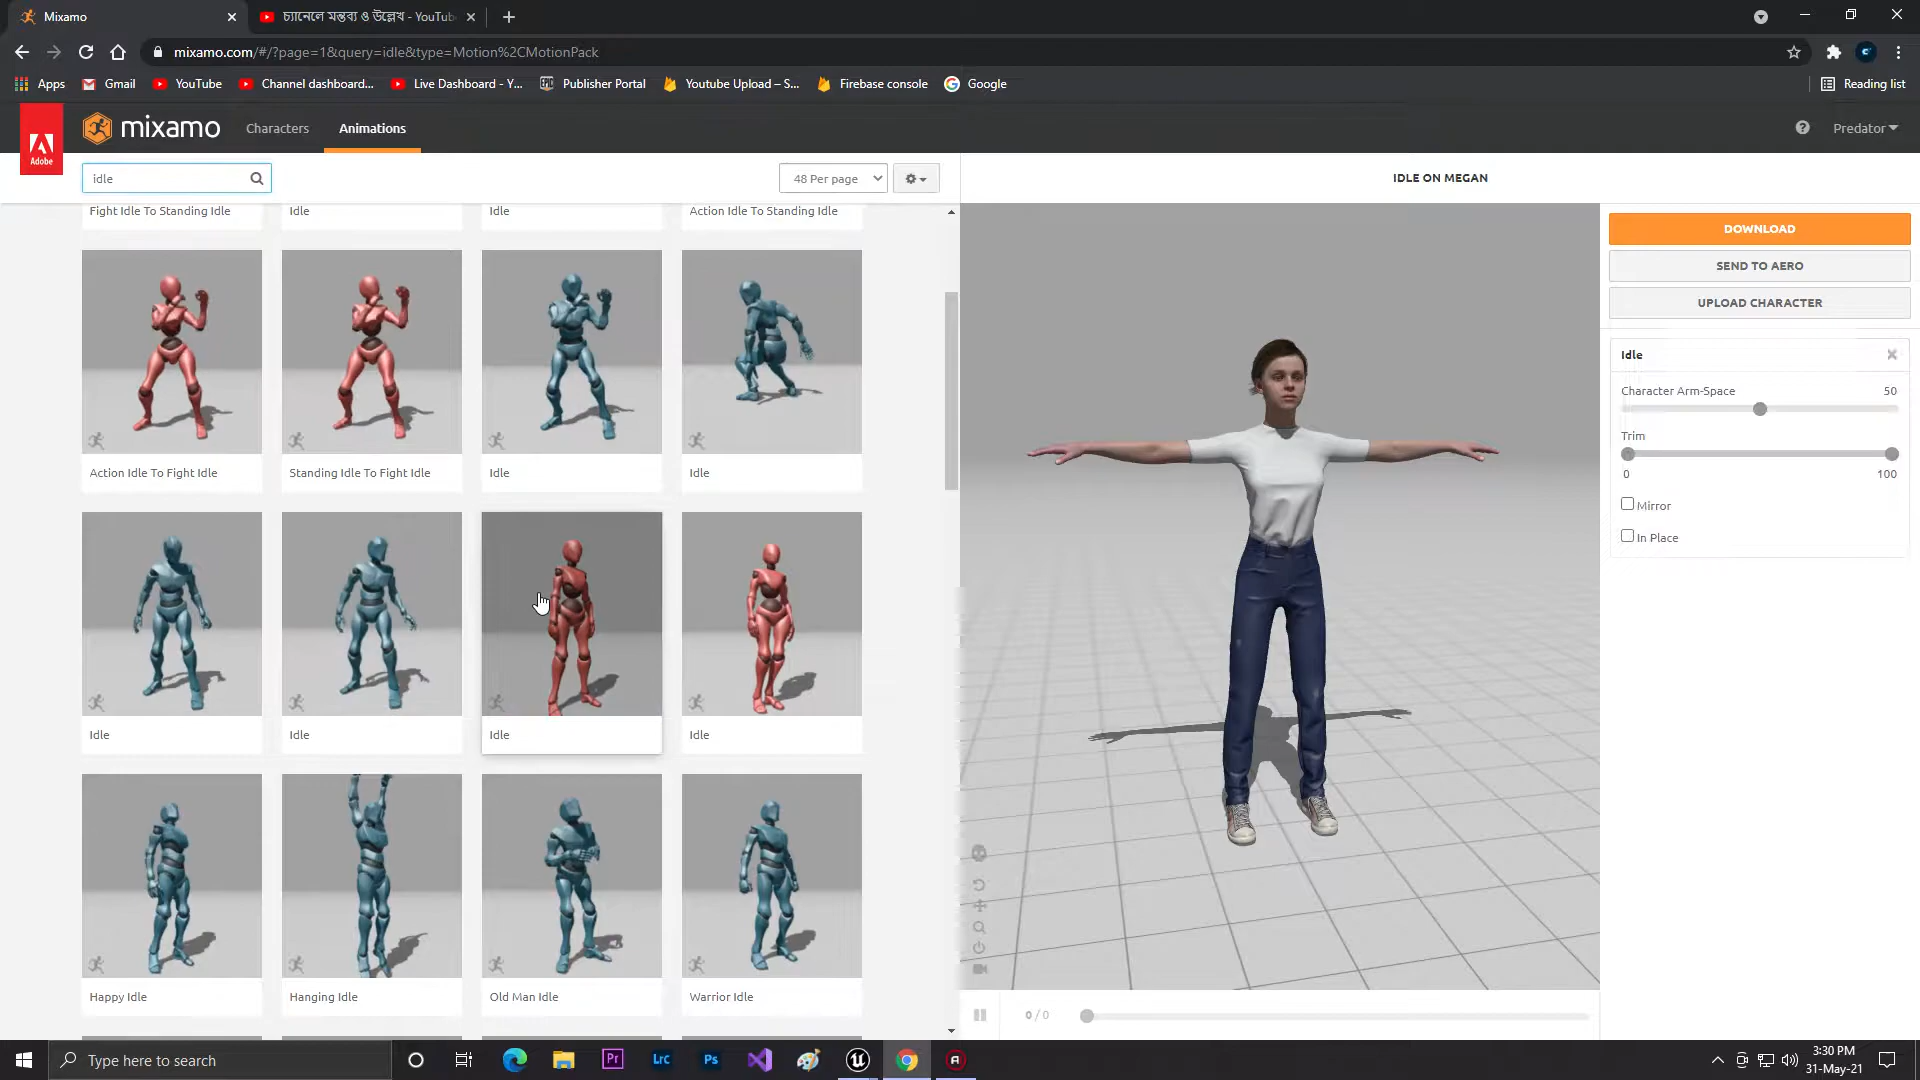 Mixamo
চ্যানেলে মন্তব্য ও উল্লেখ - YouTub
mixamo.com/#/?page=1&query=idle&type=Motion%2CMotionPack
Apps
Gmail
YouTube
Channel dashboard...
Live Dashboard - Y...
Publisher Portal
Youtube Upload – S...
Firebase console
Google
Reading list
Adobe
mixamo
Characters
Animations
Predator
idle
48 Per page
IDLE ON MEGAN
Fight Idle To Standing Idle
Idle
Idle
Action Idle To Standing Idle
DOWNLOAD
SEND TO AERO
UPLOAD CHARACTER
Idle
Character Arm-Space 50
Trim
0 100
Mirror
In Place
Action Idle To Fight Idle
Standing Idle To Fight Idle
Idle
Idle
Idle
Idle
Idle
Idle
Happy Idle
Hanging Idle
Old Man Idle
Warrior Idle
0 / 0
Type here to search
Pr
Lrc
Ps
3:30 PM
31-May-21